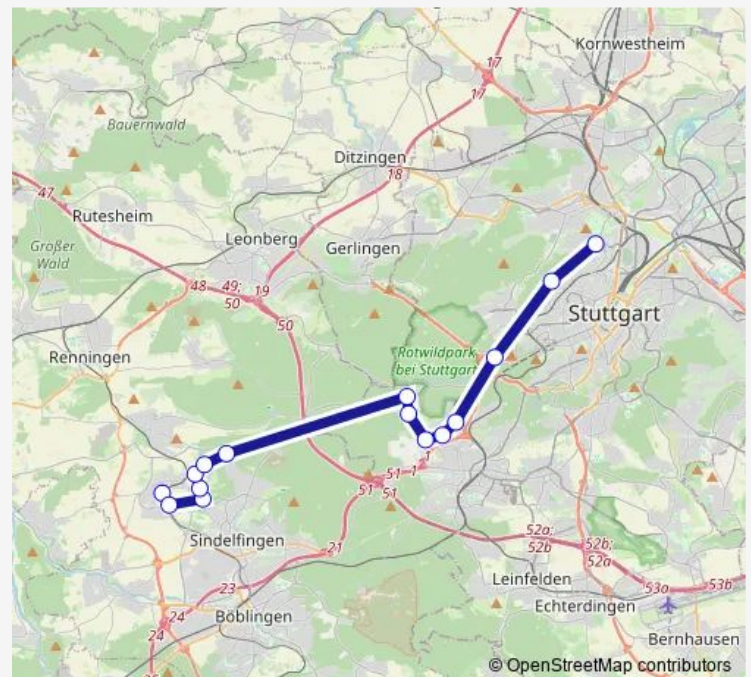 Kornwestheim
17
17
Bauernwald
Ditzingen
18
47
Rutesheim
Leonberg
Gerlingen
Großer
Wald
48
49;
50
19
50
Stuttgart
Rotwildpark
bei Stuttgart
Renningen
1
51
1
51
51
Sindelfingen
21
52a;
52b
52b;
52a
23
Leinfelden
53a
53b
Echterdingen
24
24
Böblingen
Bernhausen
© OpenStreetMap contributors